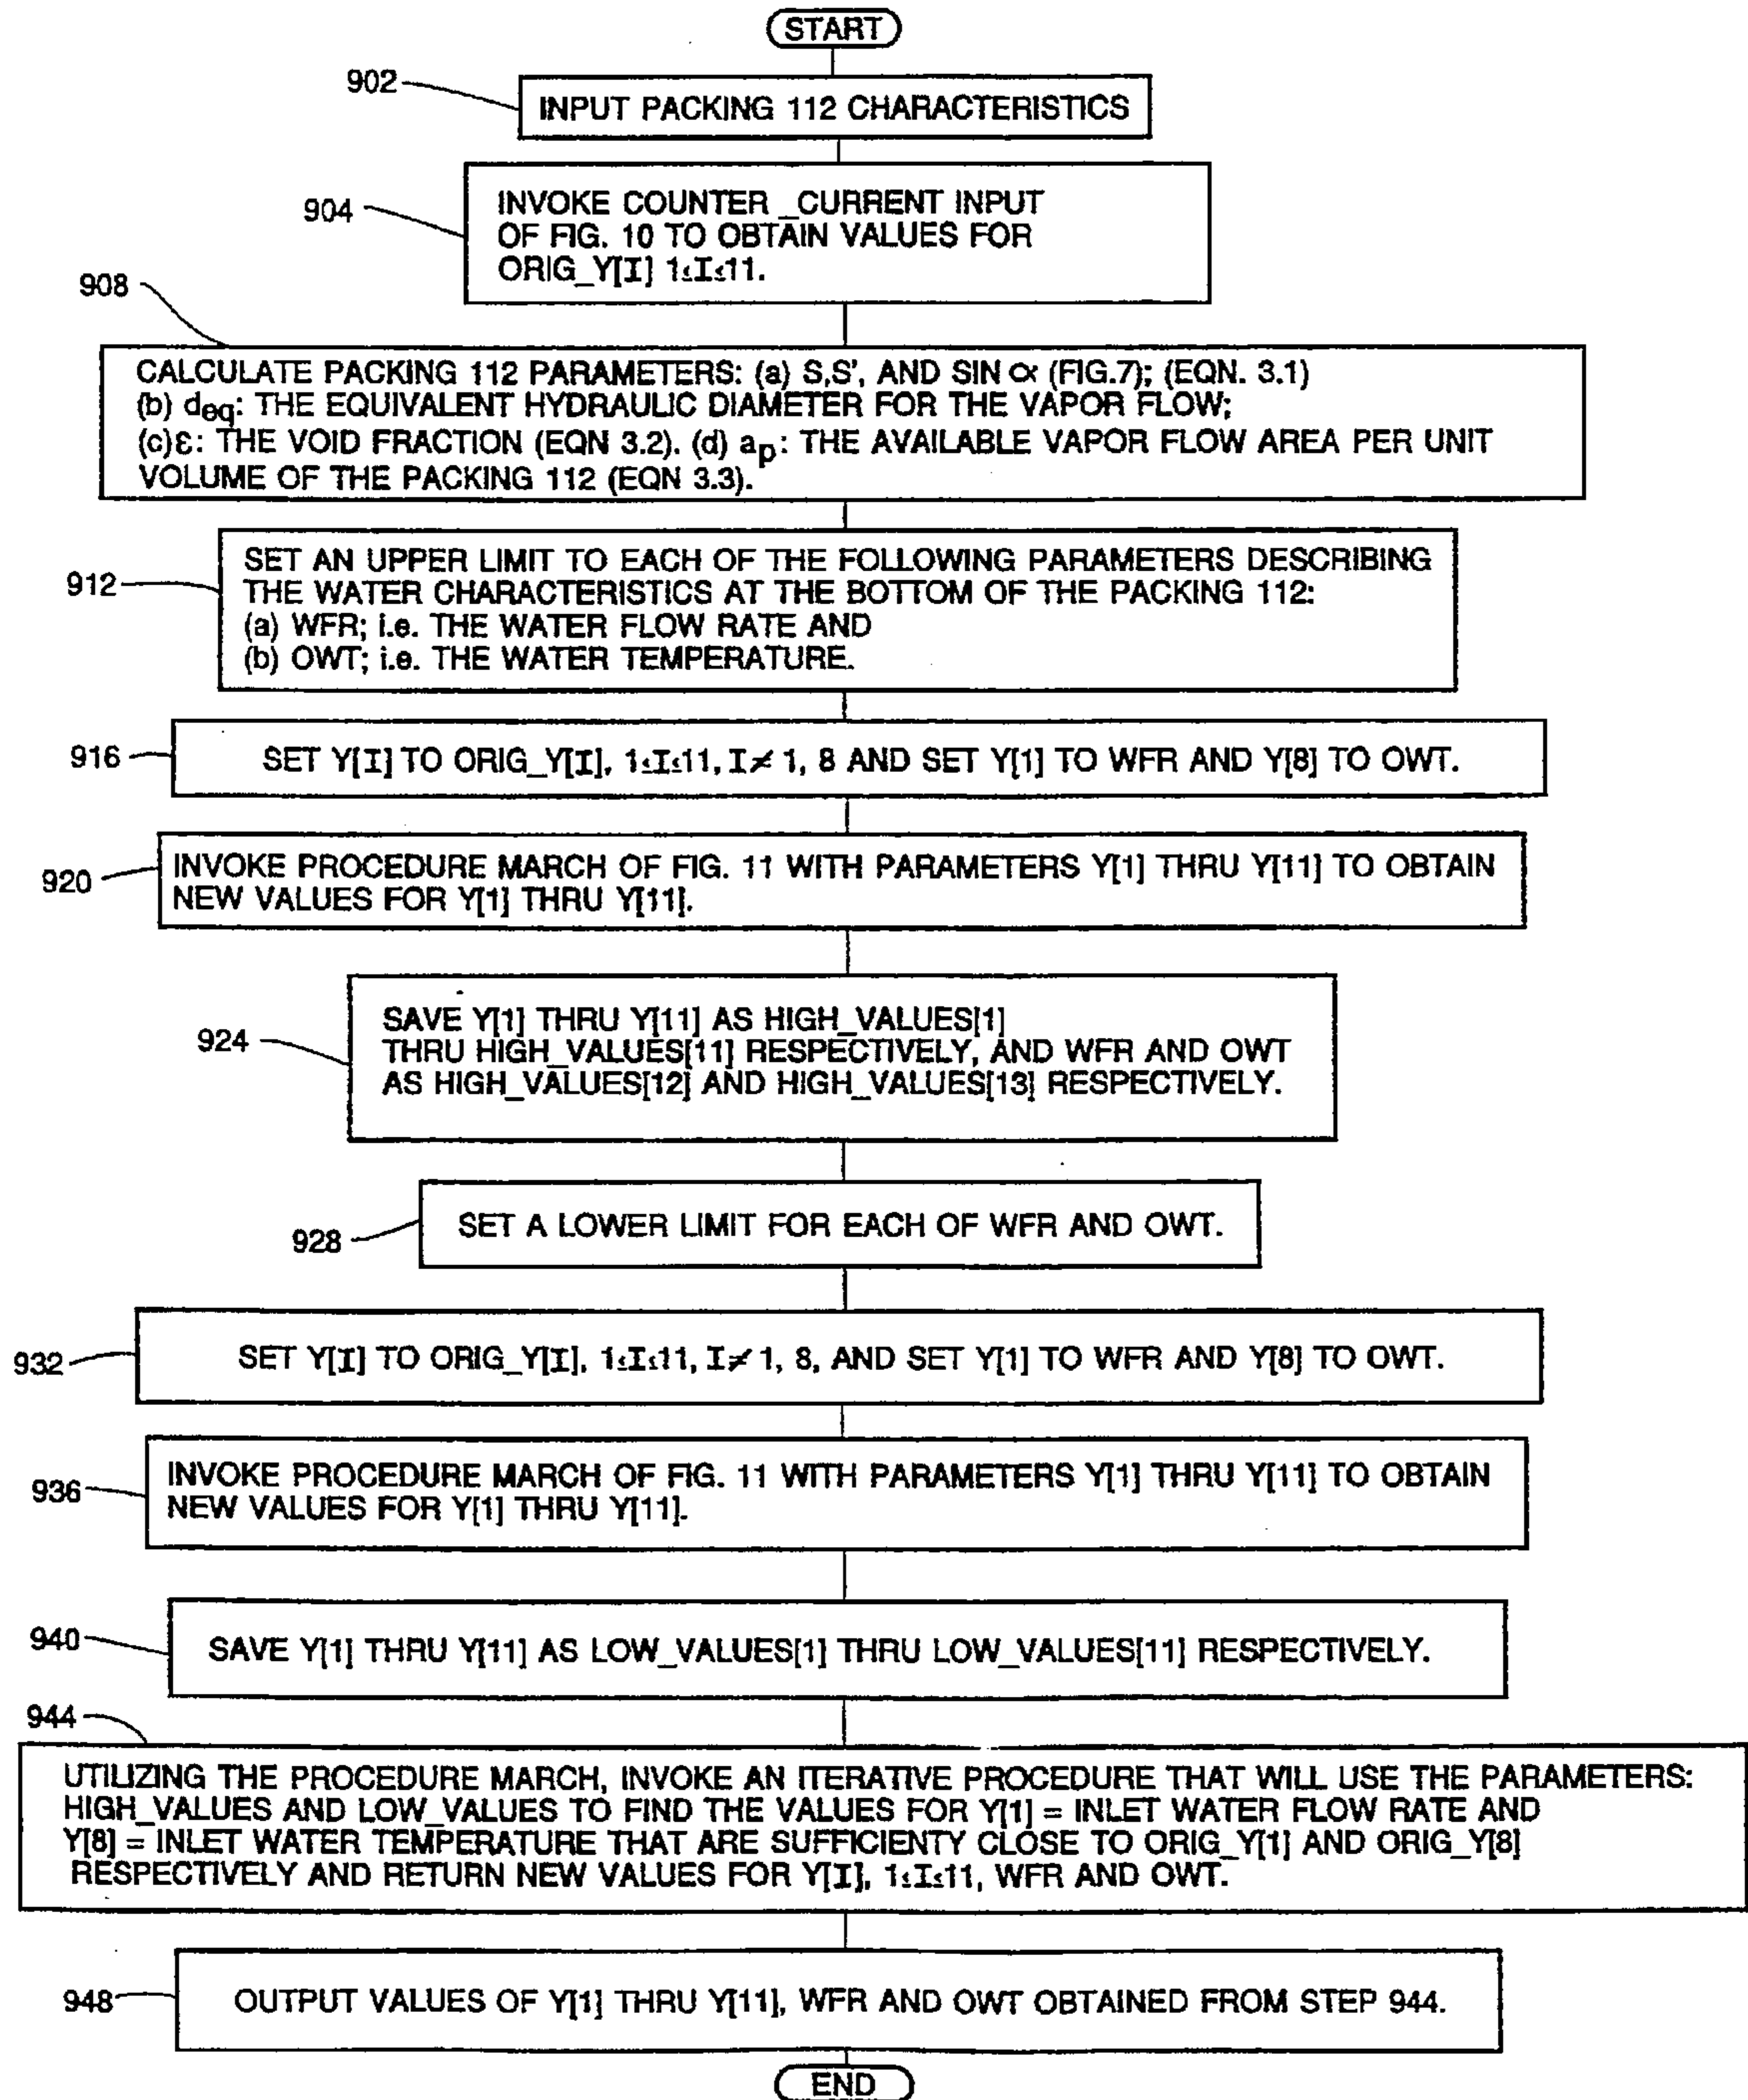 START
902
INPUT PACKING 112 CHARACTERISTICS
904
INVOKE COUNTER _CURRENT INPUT
OF FIG. 10 TO OBTAIN VALUES FOR
ORIG_Y[I] 1≤I≤11.
908
CALCULATE PACKING 112 PARAMETERS: (a) S,S', AND SIN ∝ (FIG.7); (EQN. 3.1)
(b) deq: THE EQUIVALENT HYDRAULIC DIAMETER FOR THE VAPOR FLOW;
(c)ε: THE VOID FRACTION (EQN 3.2). (d) ap: THE AVAILABLE VAPOR FLOW AREA PER UNIT
VOLUME OF THE PACKING 112 (EQN 3.3).
912
SET AN UPPER LIMIT TO EACH OF THE FOLLOWING PARAMETERS DESCRIBING
THE WATER CHARACTERISTICS AT THE BOTTOM OF THE PACKING 112:
(a) WFR; i.e. THE WATER FLOW RATE AND
(b) OWT; i.e. THE WATER TEMPERATURE.
916
SET Y[I] TO ORIG_Y[I], 1≤I≤11, I≠ 1, 8 AND SET Y[1] TO WFR AND Y[8] TO OWT.
920
INVOKE PROCEDURE MARCH OF FIG. 11 WITH PARAMETERS Y[1] THRU Y[11] TO OBTAIN
NEW VALUES FOR Y[1] THRU Y[11].
924
SAVE Y[1] THRU Y[11] AS HIGH_VALUES[1]
THRU HIGH_VALUES[11] RESPECTIVELY, AND WFR AND OWT
AS HIGH_VALUES[12] AND HIGH_VALUES[13] RESPECTIVELY.
928
SET A LOWER LIMIT FOR EACH OF WFR AND OWT.
932
SET Y[I] TO ORIG_Y[I], 1≤I≤11, I≠ 1, 8, AND SET Y[1] TO WFR AND Y[8] TO OWT.
936
INVOKE PROCEDURE MARCH OF FIG. 11 WITH PARAMETERS Y[1] THRU Y[11] TO OBTAIN
NEW VALUES FOR Y[1] THRU Y[11].
940
SAVE Y[1] THRU Y[11] AS LOW_VALUES[1] THRU LOW_VALUES[11] RESPECTIVELY.
944
UTILIZING THE PROCEDURE MARCH, INVOKE AN ITERATIVE PROCEDURE THAT WILL USE THE PARAMETERS:
HIGH_VALUES AND LOW_VALUES TO FIND THE VALUES FOR Y[1] = INLET WATER FLOW RATE AND
Y[8] = INLET WATER TEMPERATURE THAT ARE SUFFICIENTY CLOSE TO ORIG_Y[1] AND ORIG_Y[8]
RESPECTIVELY AND RETURN NEW VALUES FOR Y[I], 1≤I≤11, WFR AND OWT.
948
OUTPUT VALUES OF Y[1] THRU Y[11], WFR AND OWT OBTAINED FROM STEP 944.
END